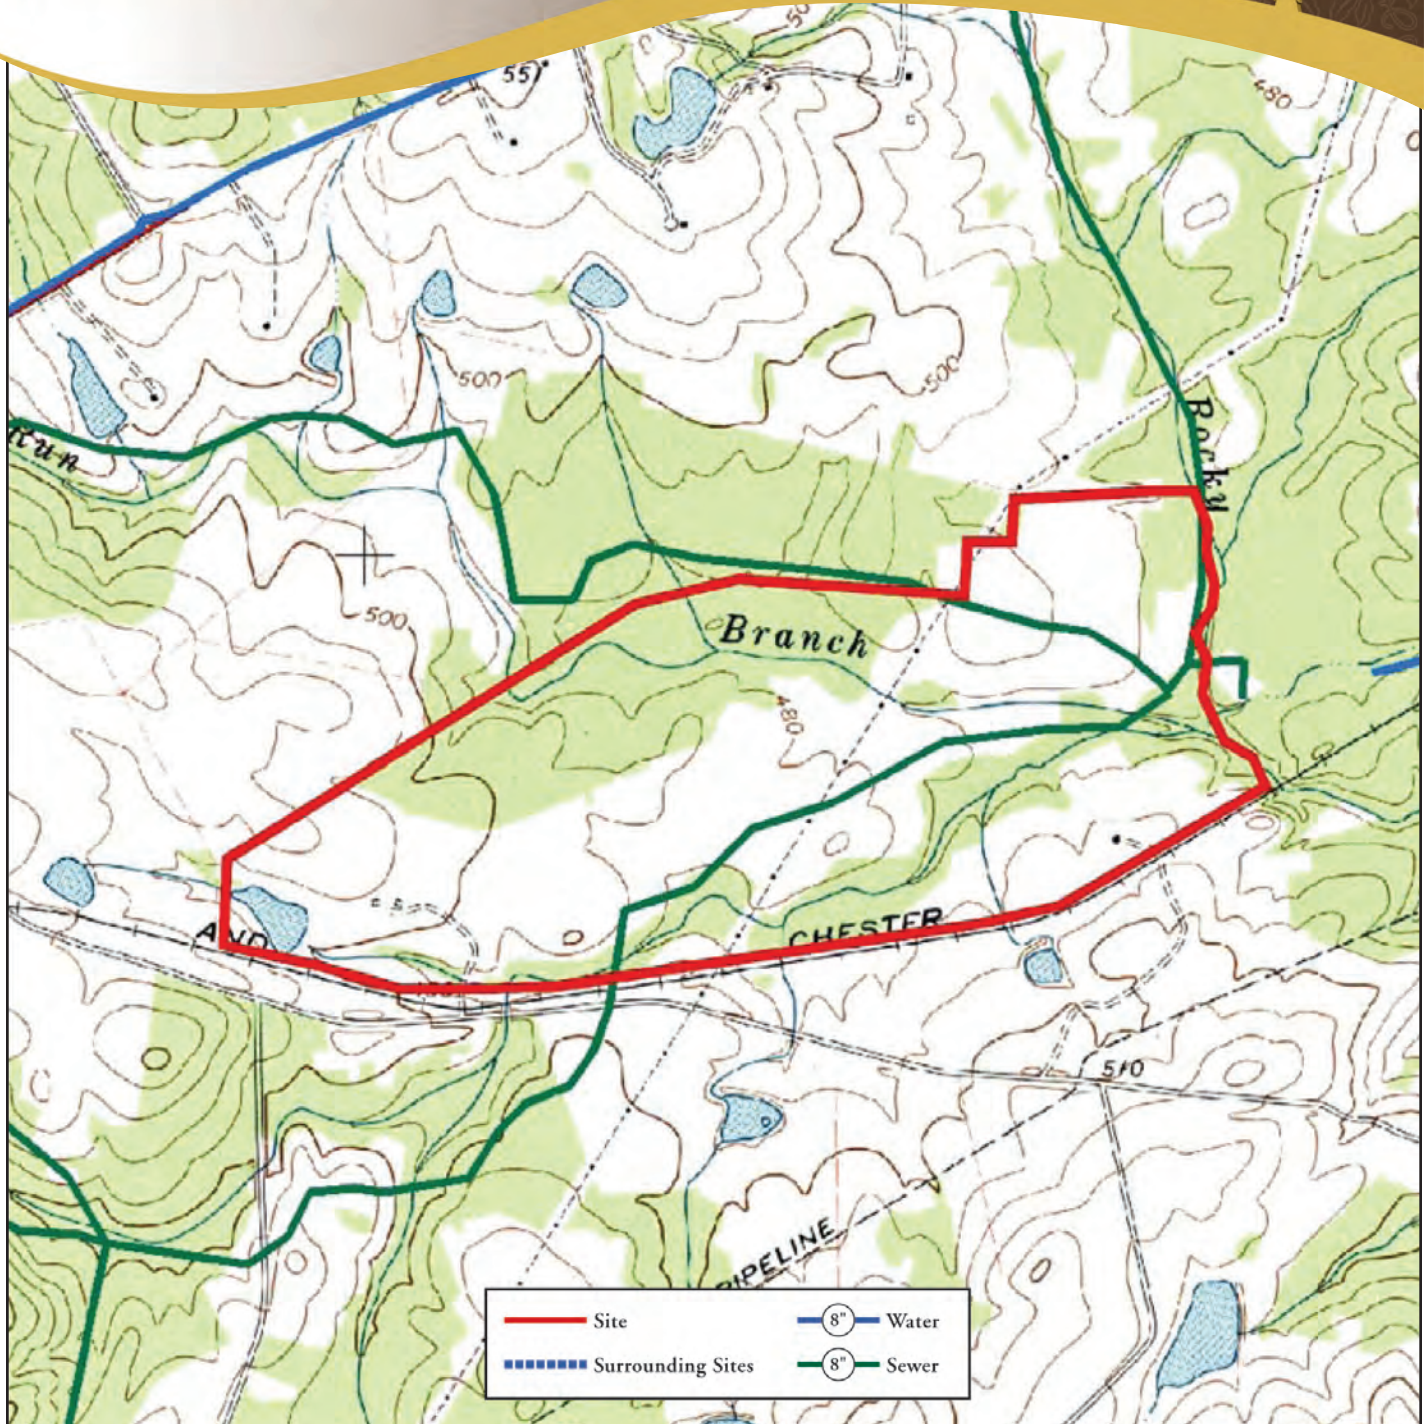 50
551
480
500
500
Run
Rocky
500
Branch
480
AND
CHESTER
510
PIPELINE
Site
8" Water
Surrounding Sites
8" Sewer